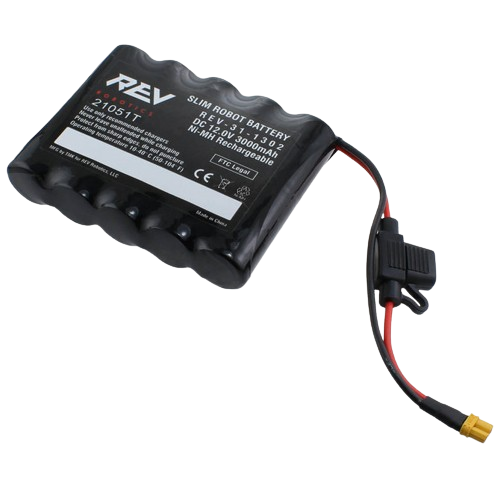 REV
ROBOTICS
21051T
Use only recommended chargers.
Never leave unattended while charging
Protect from sharp edges, do not puncture
Operating temperature 10-40˚C (50-104˚F)
MFG by TMM for REV Robotics, LLC
SLIM ROBOT BATTERY
REV-31-1302
DC 12.0V 3000mAh
Ni-MH Rechargeable
FTC Legal
CE
Made in China